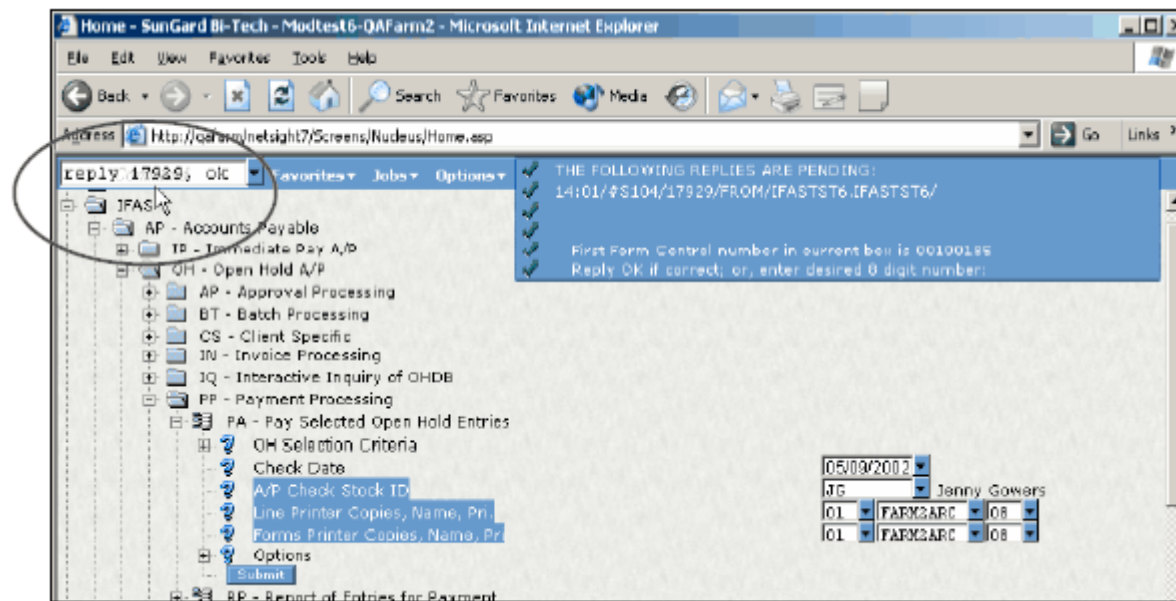 Home - SunGard Bi-Tech - Modtest6-QAFarm2 - Microsoft Internet Explorer
File Edit View Favorites Tools Help
Back Search Favorites Media
Address http://qafarm/netsight7/Screens/Nucleus/Home.asp Go Links
reply 17929; ok Favorites Jobs Options
THE FOLLOWING REPLIES ARE PENDING:
14:01/#S104/17929/FROM/IFASTST6.IFASTST6/
First Form Control number in current box is 00100185
Reply OK if correct; or, enter desired 8 digit number:
IFAS
AP - Accounts Payable
IP - Immediate Pay A/P
OH - Open Hold A/P
AP - Approval Processing
BT - Batch Processing
CS - Client Specific
IN - Invoice Processing
IQ - Interactive Inquiry of OHDB
PP - Payment Processing
PA - Pay Selected Open Hold Entries
OH Selection Criteria
Check Date 05/09/2002
A/P Check Stock ID JG Jenny Gowers
Line Printer Copies, Name, Pri. 01 FARM2ARC 08
Forms Printer Copies, Name, Pri 01 FARM2ARC 08
Options
Submit
RP - Report of Entries for Payment